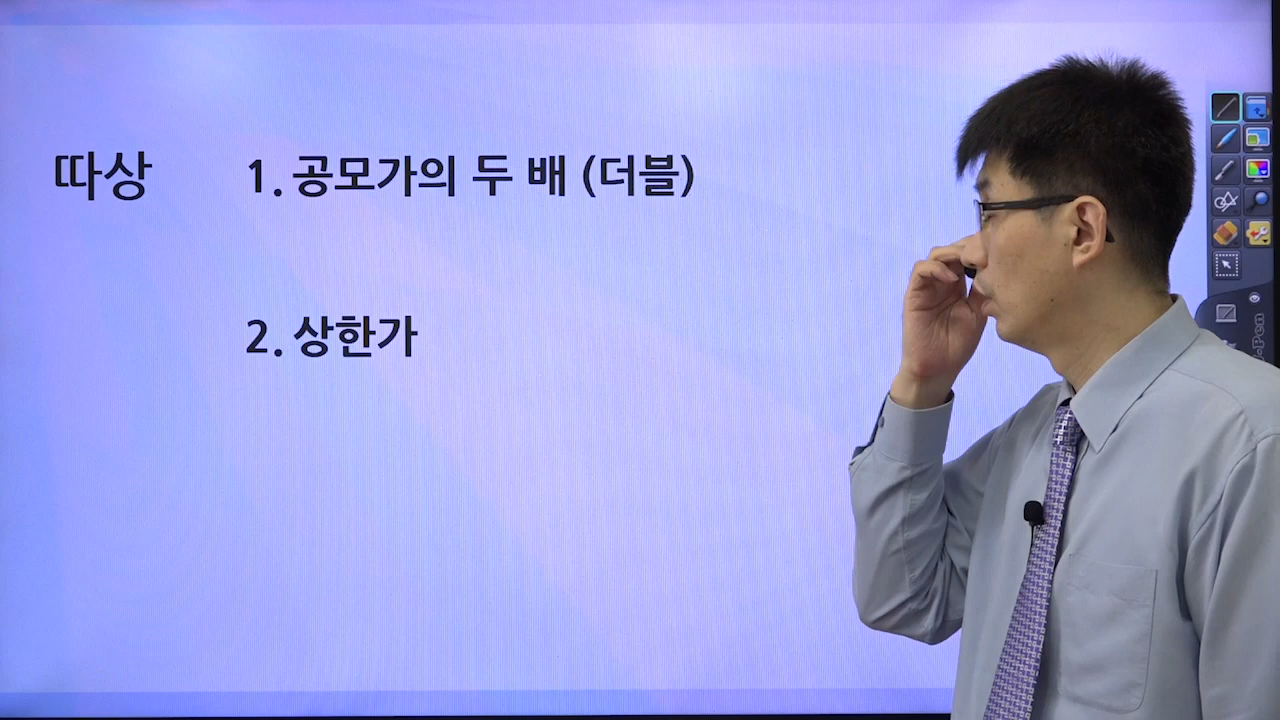 따상 1. 공모가의 두 배 (더블)
2. 상한가